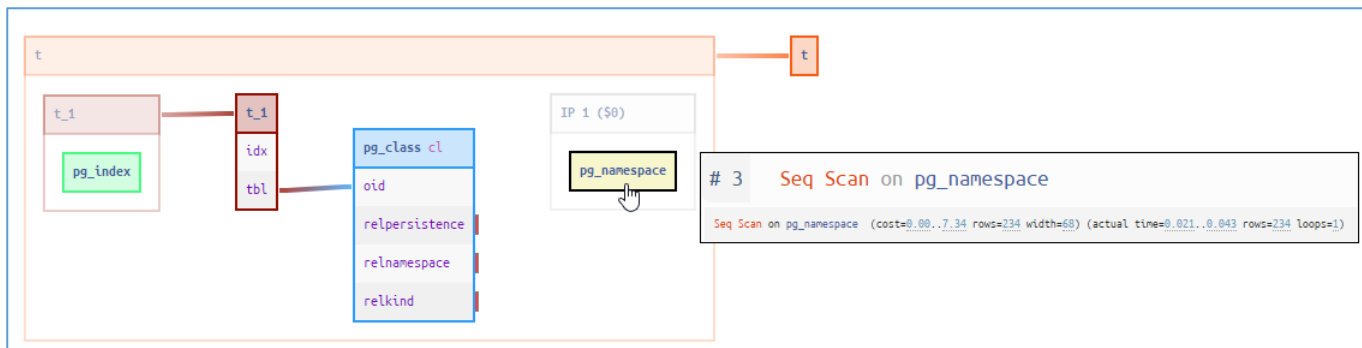 t
t
t_1
t_1
IP 1 ($0)
idx
pg_class cl
pg_index
pg_namespace
# 3 Seq Scan on pg_namespace
tbl
oid
relpersistence
Seq Scan on pg_namespace (cost=0.00..7.34 rows=234 width=68) (actual time=0.021..0.043 rows=234 loops=1)
relnamespace
relkind